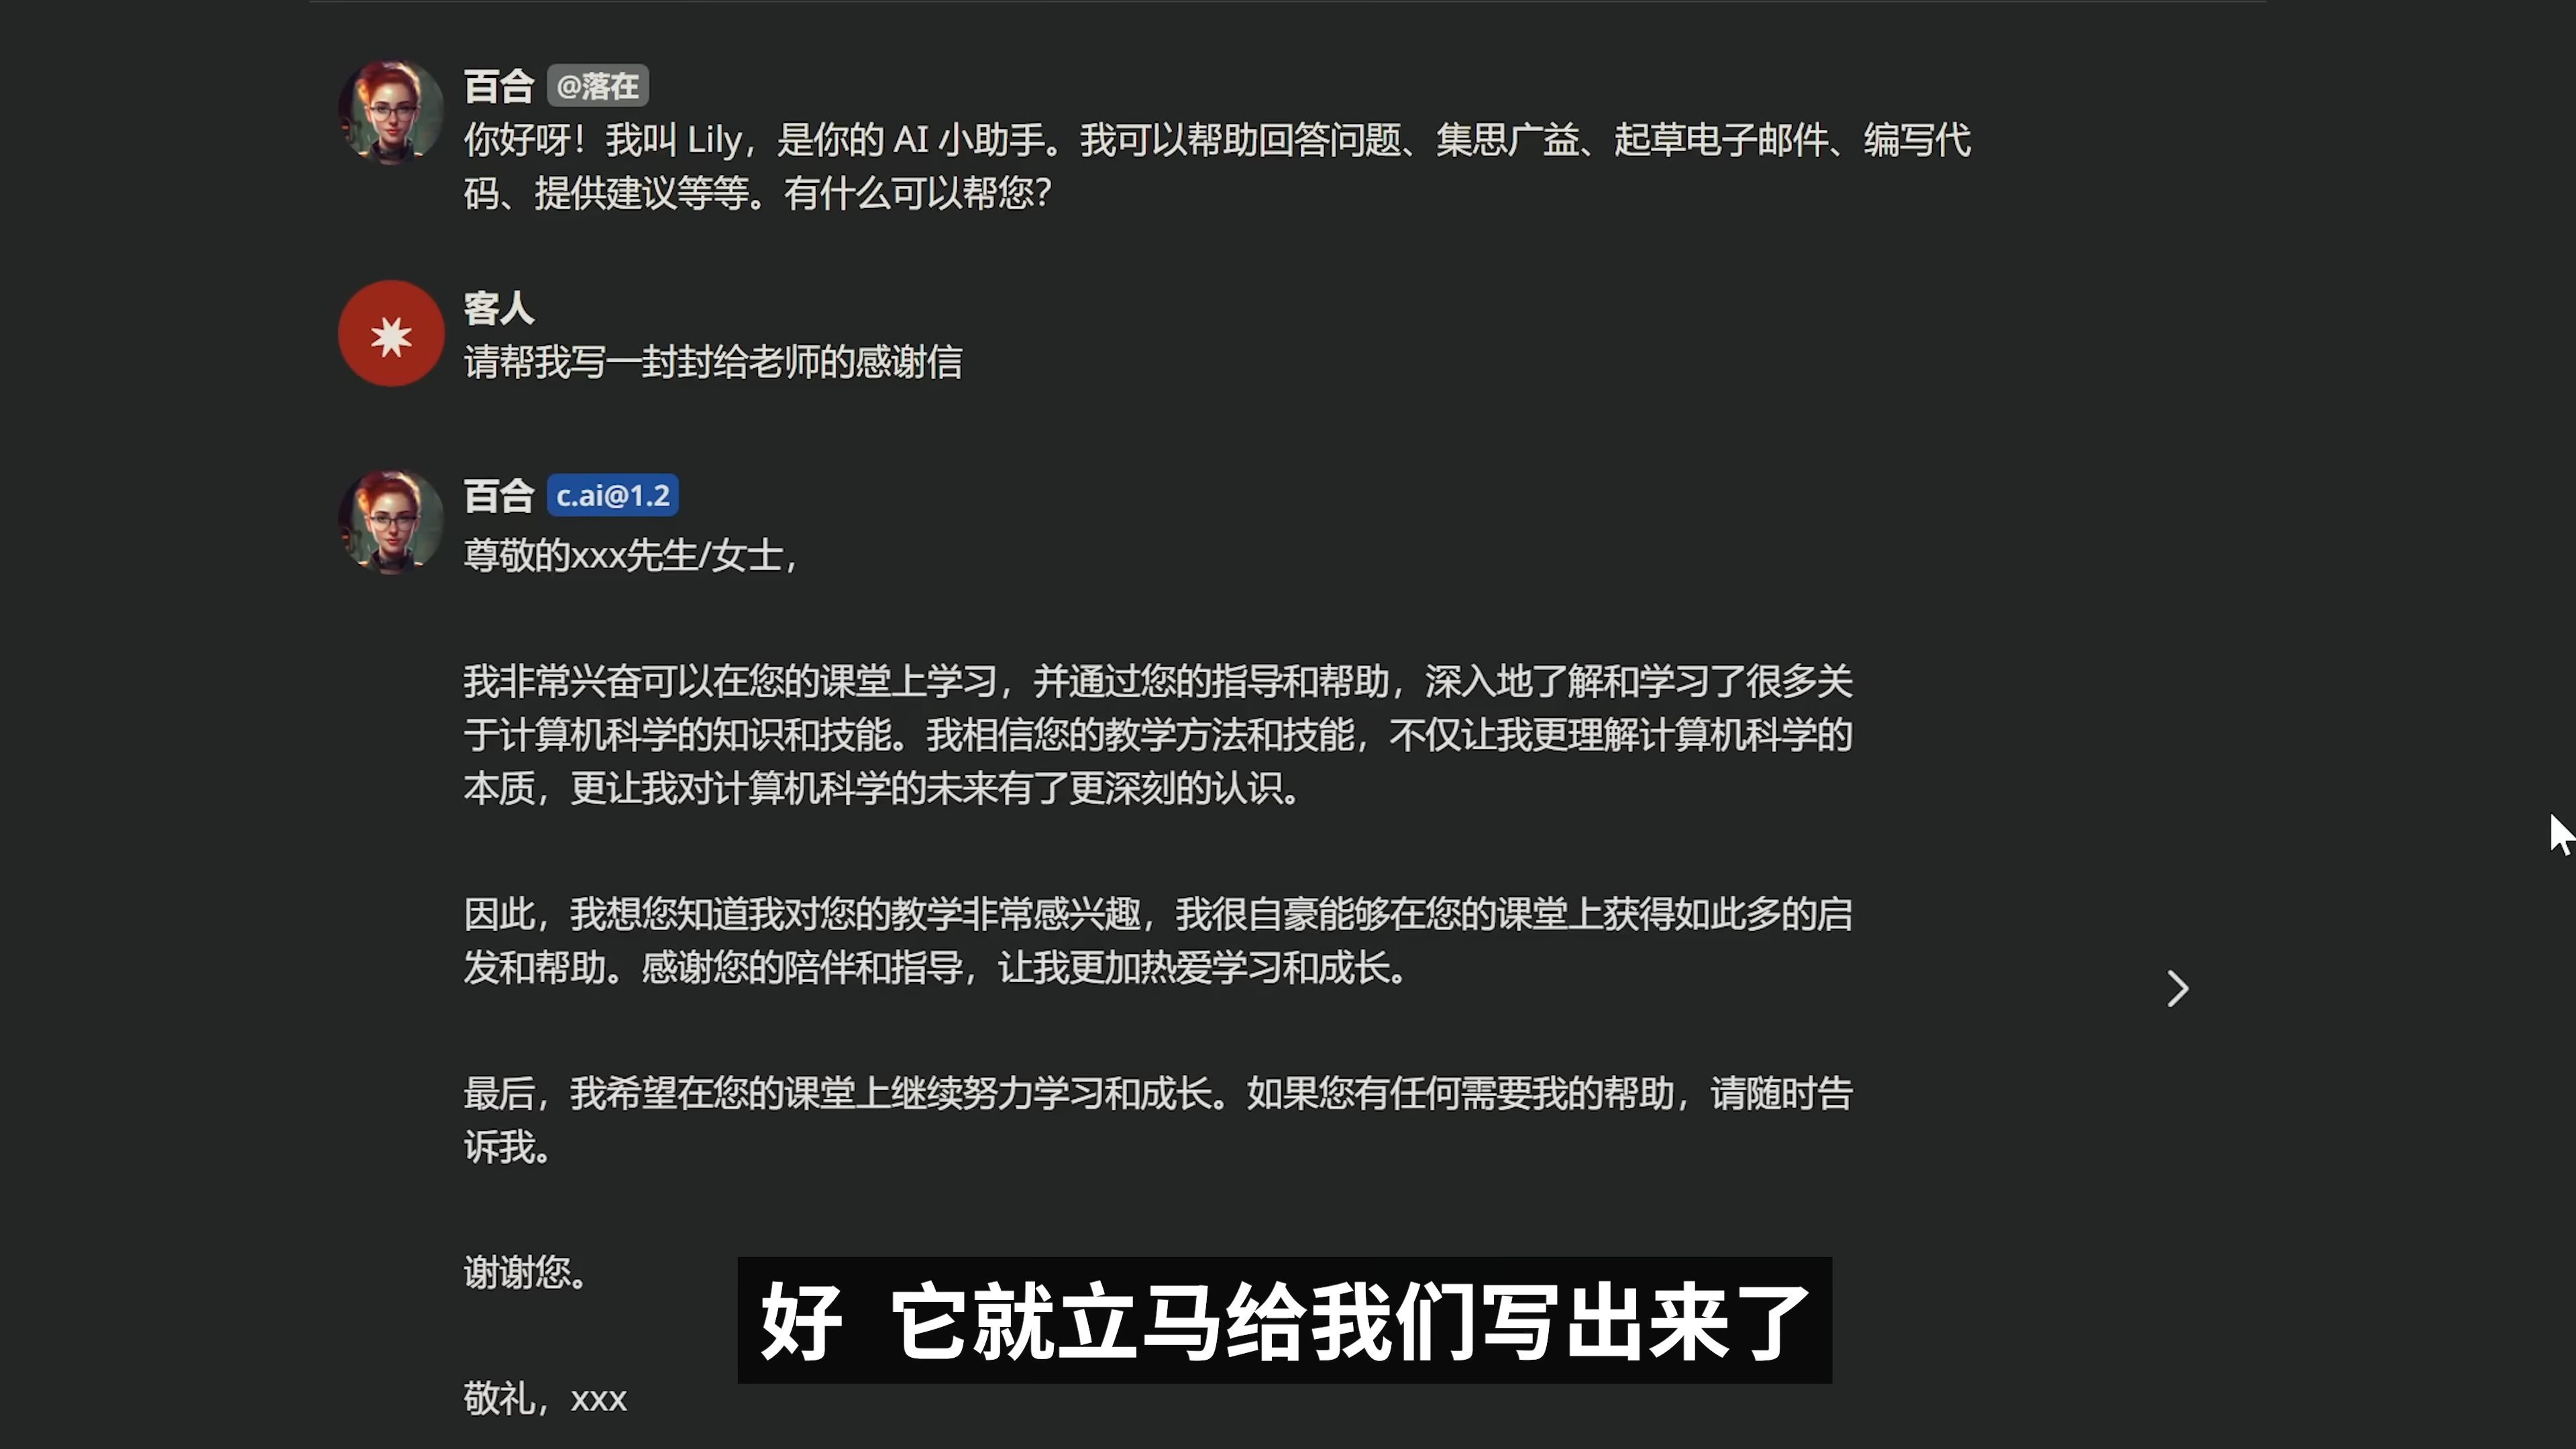 百合 @落在
你好呀！我叫 Lily，是你的 AI 小助手。我可以帮助回答问题、集思广益、起草电子邮件、编写代
码、提供建议等等。有什么可以帮您？
客人
请帮我写一封封给老师的感谢信
百合 c.ai@1.2
尊敬的xxx先生/女士，
我非常兴奋可以在您的课堂上学习，并通过您的指导和帮助，深入地了解和学习了很多关
于计算机科学的知识和技能。我相信您的教学方法和技能，不仅让我更理解计算机科学的
本质，更让我对计算机科学的未来有了更深刻的认识。
因此，我想您知道我对您的教学非常感兴趣，我很自豪能够在您的课堂上获得如此多的启
发和帮助。感谢您的陪伴和指导，让我更加热爱学习和成长。
最后，我希望在您的课堂上继续努力学习和成长。如果您有任何需要我的帮助，请随时告
诉我。
谢谢您。
好 它就立马给我们写出来了
敬礼，xxx